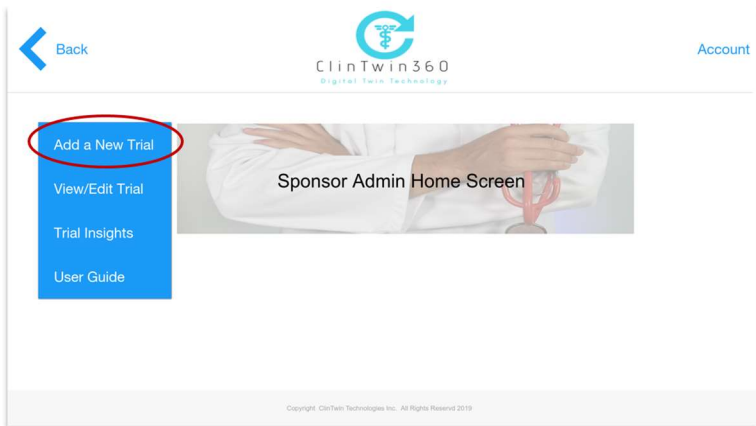 Back
ClinTwin360
Digital Twin Technology
Account
Add a New Trial
View/Edit Trial
Trial Insights
User Guide
Sponsor Admin Home Screen
Copyright ClinTwin Technologies Inc. All Rights Reservd 2019